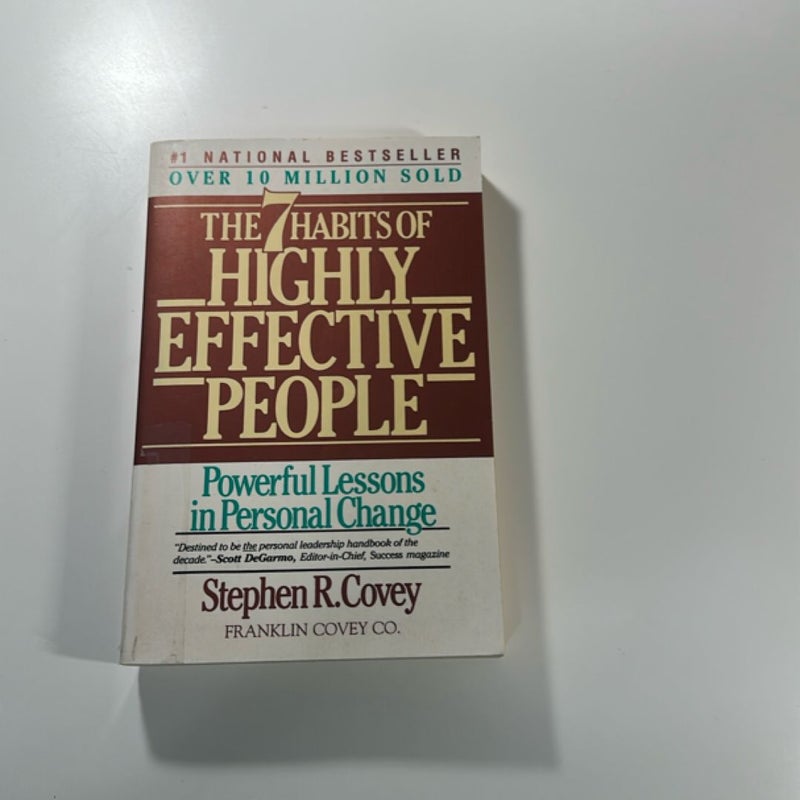 #1 NATIONAL BESTSELLER
OVER 10 MILLION SOLD
THE 7 HABITS OF
HIGHLY
EFFECTIVE
PEOPLE
Powerful Lessons
in Personal Change
"Destined to be the personal leadership handbook of the
decade."–Scott DeGarmo, Editor-in-Chief, Success magazine
Stephen R. Covey
FRANKLIN COVEY CO.